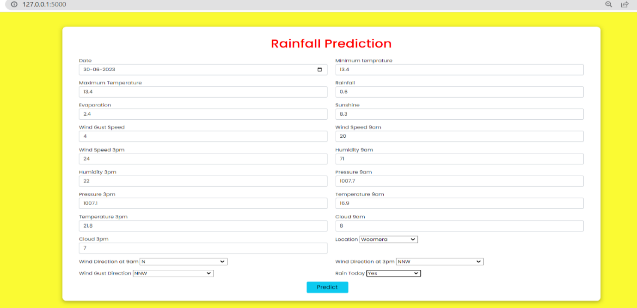 127.0.0.1:5000
Rainfall Prediction
Date Minimum temprature
30-06-2023 13.4
Maximum Temperature Rainfall
13.4 0.6
Evaporation Sunshine
2.4 8.3
Wind Gust Speed Wind Speed 9am
4 20
Wind Speed 3pm Humidity 9am
24 71
Humidity 3pm Pressure 9am
22 1007.7
Pressure 3pm Temperature 9am
1007.1 16.9
Temperature 3pm Cloud 9am
21.8 8
Cloud 3pm Location Woomera
7
Wind Direction at 9am N Wind Direction at 3pm NNW
Wind Gust Direction NNW Rain Today Yes
Predict